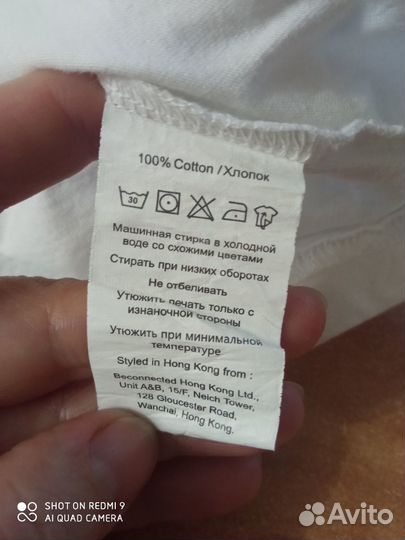 100% Cotton / Хлопок
30
Машинная стирка в холодной
воде со схожими цветами
Стирать при низких оборотах
Не отбеливать
Утюжить печать только с
изнаночной стороны
Утюжить при минимальной
температуре
Styled in Hong Kong from :
Beconnected Hong Kong Ltd.,
Unit A&B, 15/F, Neich Tower,
128 Gloucester Road,
Wanchai, Hong Kong.
SHOT ON REDMI 9
AI QUAD CAMERA
Avito